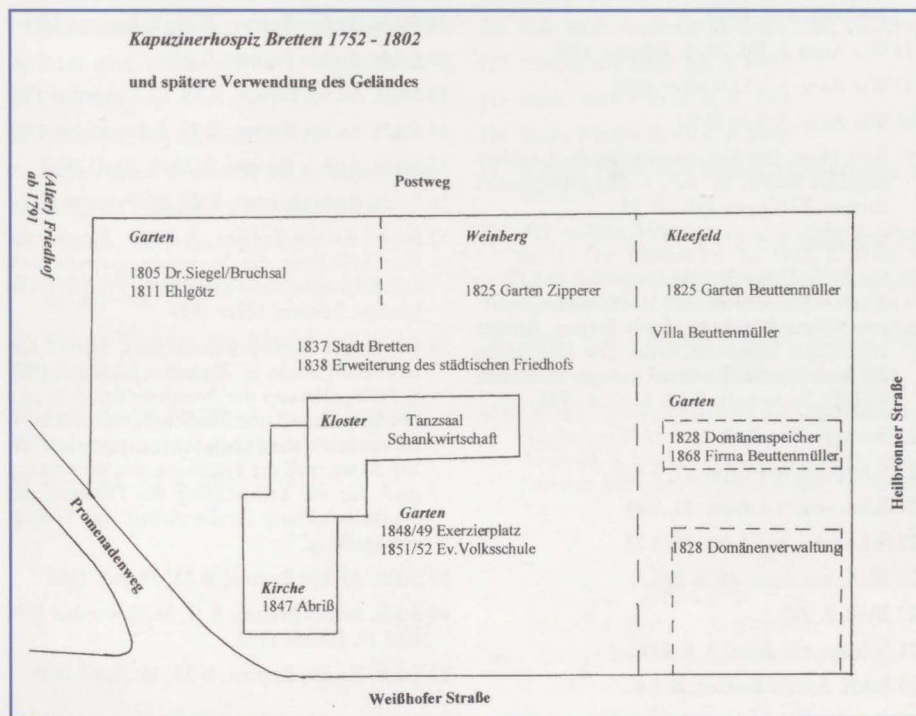 Kapuzinerhospiz Bretten 1752 - 1802
und spätere Verwendung des Geländes
(Alter) Friedhof
ab 1791
Postweg
Garten
1805 Dr.Siegel/Bruchsal
1811 Ehlgötz
Weinberg
1825 Garten Zipperer
Kleefeld
1825 Garten Beuttenmüller
Villa Beuttenmüller
1837 Stadt Bretten
1838 Erweiterung des städtischen Friedhofs
Kloster
Tanzsaal
Schankwirtschaft
Garten
1828 Domänenspeicher
1868 Firma Beuttenmüller
Heilbronner Straße
Garten
1848/49 Exerzierplatz
1851/52 Ev.Volksschule
1828 Domänenverwaltung
Promenadenweg
Kirche
1847 Abriß
Weißhofer Straße